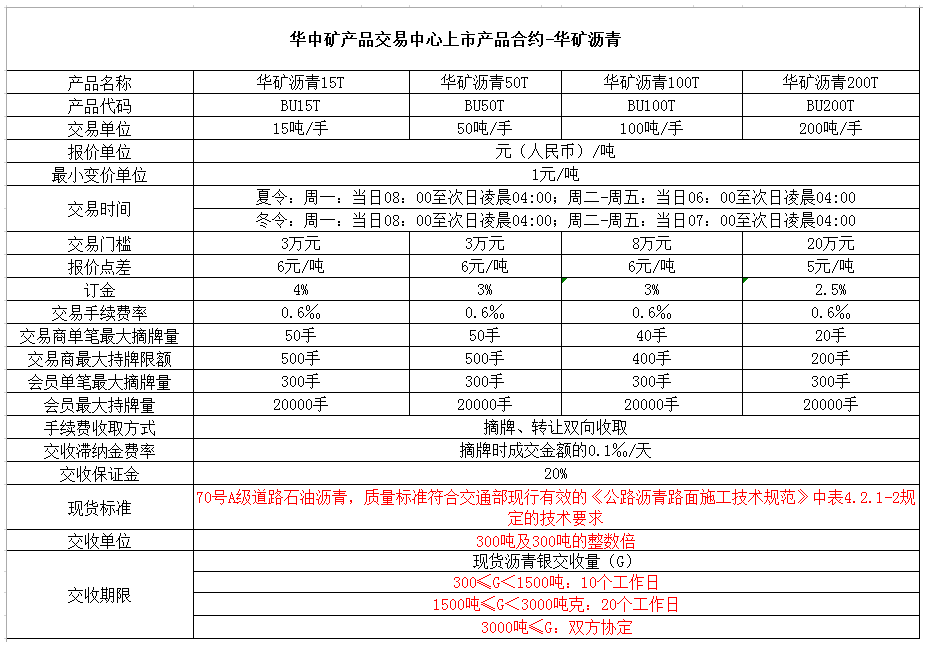 华中矿产品交易中心上市产品合约-华矿沥青
产品名称 华矿沥青15T 华矿沥青50T 华矿沥青100T 华矿沥青200T
产品代码 BU15T BU50T BU100T BU200T
交易单位 15吨/手 50吨/手 100吨/手 200吨/手
报价单位 元（人民币）/吨
最小变价单位 1元/吨
交易时间 夏令：周一：当日08：00至次日凌晨04:00；周二-周五：当日06：00至次日凌晨04:00
冬令：周一：当日08：00至次日凌晨04:00；周二-周五：当日07：00至次日凌晨04:00
交易门槛 3万元 3万元 8万元 20万元
报价点差 6元/吨 6元/吨 6元/吨 5元/吨
订金 4% 3% 3% 2.5%
交易手续费率 0.6‰ 0.6‰ 0.6‰ 0.6‰
交易商单笔最大摘牌量 50手 50手 40手 20手
交易商最大持牌限额 500手 500手 400手 200手
会员单笔最大摘牌量 300手 300手 300手 300手
会员最大持牌量 20000手 20000手 20000手 20000手
手续费收取方式 摘牌、转让双向收取
交收滞纳金费率 摘牌时成交金额的0.1‰/天
交收保证金 20%
现货标准 70号A级道路石油沥青，质量标准符合交通部现行有效的《公路沥青路面施工技术规范》中表4.2.1-2规
定的技术要求
交收单位 300吨及300吨的整数倍
交收期限 现货沥青银交收量（G）
300≤G＜1500吨：10个工作日
1500吨≤G＜3000吨克：20个工作日
3000吨≤G：双方协定